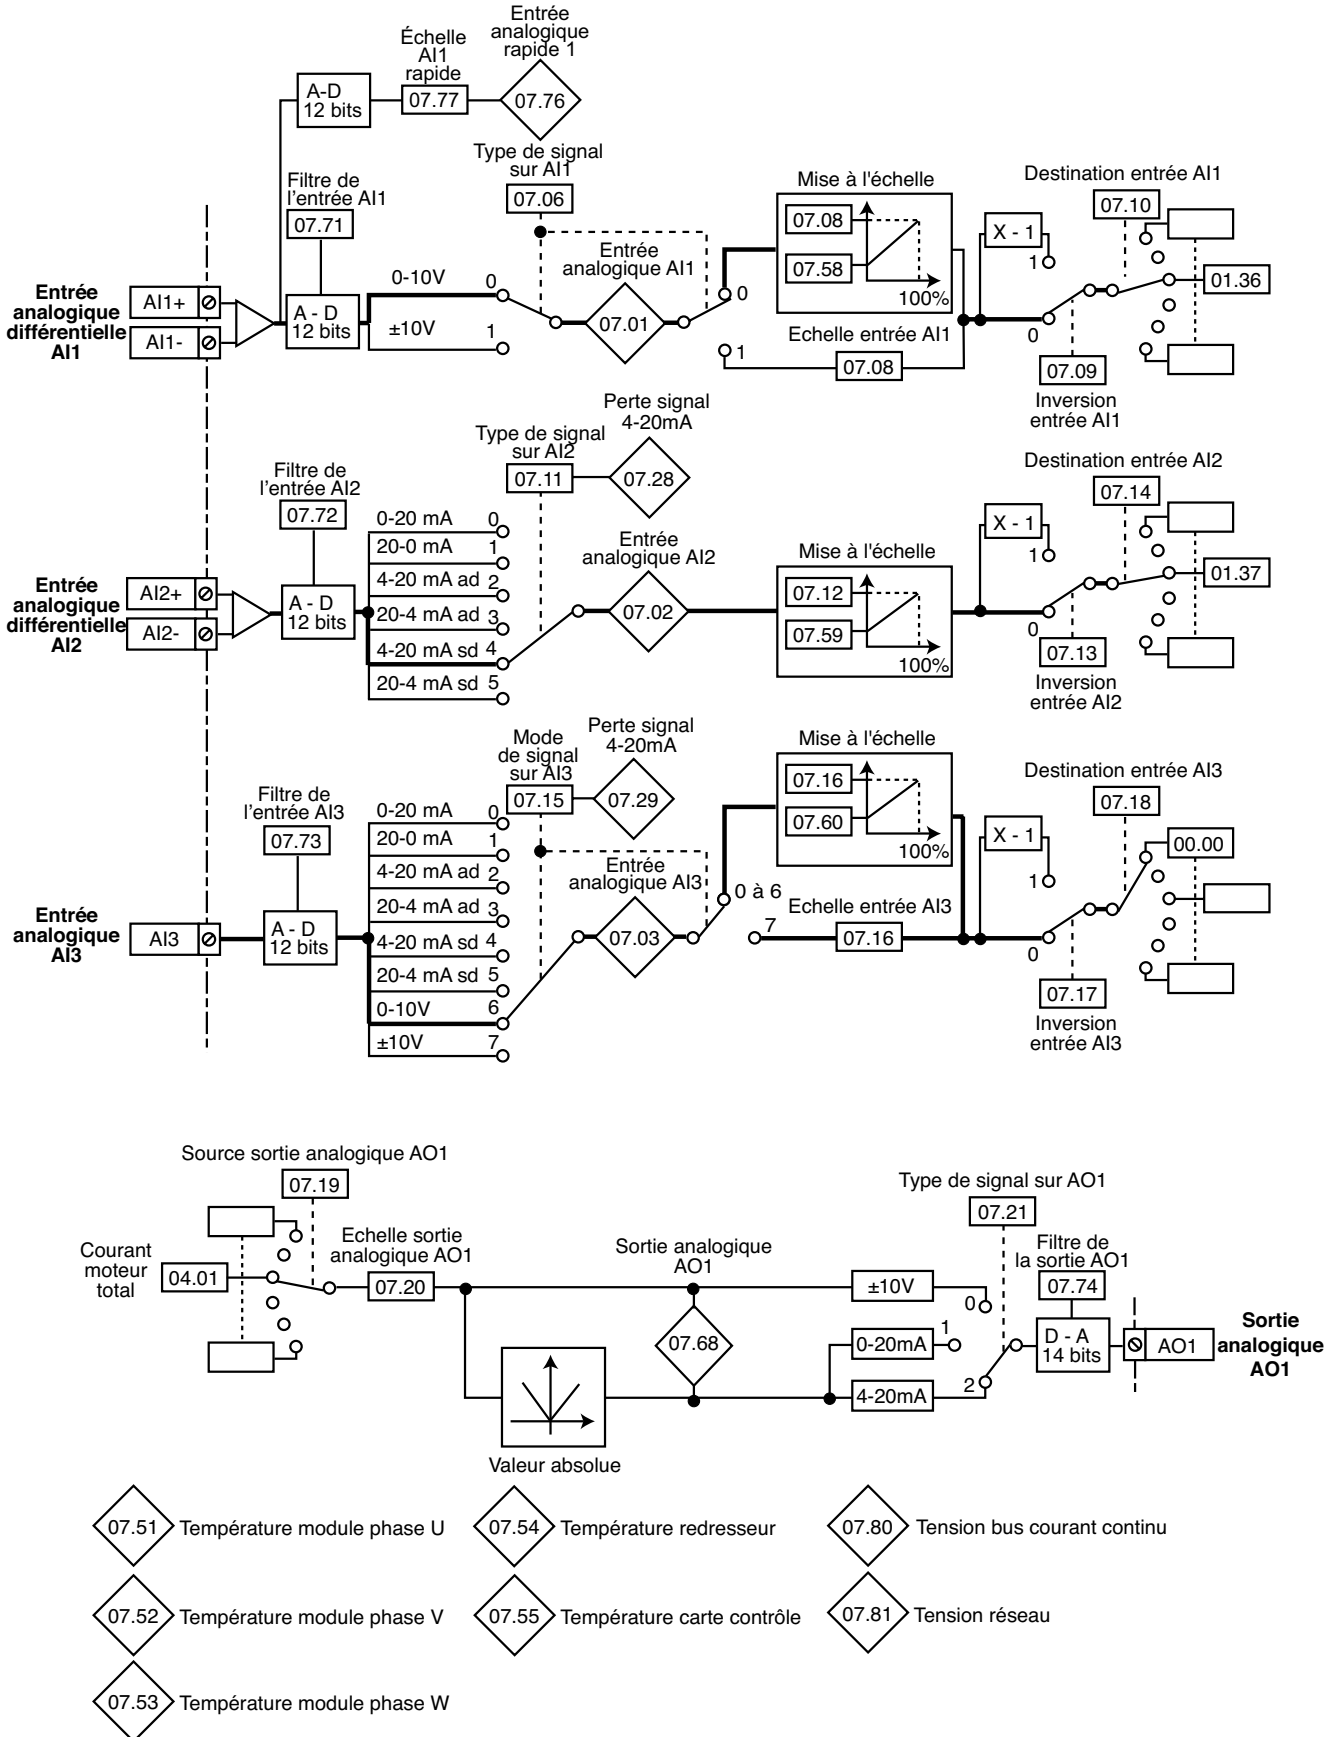 Entrée
analogique
rapide 1
Échelle
AI1
rapide
A-D
12 bits
07.77
07.76
Type de signal
sur AI1
07.06
Filtre de
l'entrée AI1
07.71
Mise à l'échelle
07.08
07.58
100%
Destination entrée AI1
07.10
X - 1
1
01.36
Entrée
analogique
différentielle
AI1
AI1+
AI1-
A - D
12 bits
0-10V
0
±10V
1
Entrée
analogique AI1
07.01
0
1
Echelle entrée AI1
07.08
0
07.09
Inversion
entrée AI1
Perte signal
4-20mA
Type de signal
sur AI2
07.11
07.28
Filtre de
l'entrée AI2
07.72
Destination entrée AI2
07.14
X - 1
1
01.37
Entrée
analogique
différentielle
AI2
AI2+
AI2-
A - D
12 bits
0-20 mA 0
20-0 mA 1
4-20 mA ad 2
20-4 mA ad 3
4-20 mA sd 4
20-4 mA sd 5
Entrée
analogique AI2
07.02
Mise à l'échelle
07.12
07.59
100%
0
07.13
Inversion
entrée AI2
Mode
de signal
sur AI3
07.15
Perte signal
4-20mA
07.29
Filtre de
l'entrée AI3
07.73
Mise à l'échelle
07.16
07.60
100%
Destination entrée AI3
07.18
X - 1
1
00.00
Entrée
analogique
AI3
AI3
A - D
12 bits
0-20 mA 0
20-0 mA 1
4-20 mA ad 2
20-4 mA ad 3
4-20 mA sd 4
20-4 mA sd 5
0-10V 6
±10V 7
Entrée
analogique AI3
07.03
0 à 6
7
Echelle entrée AI3
07.16
0
07.17
Inversion
entrée AI3
Source sortie analogique AO1
07.19
Courant
moteur
total
04.01
Echelle sortie
analogique AO1
07.20
Sortie analogique
AO1
07.68
Valeur absolue
±10V
0
0-20mA
1
4-20mA
2
Type de signal sur AO1
07.21
Filtre de
la sortie AO1
07.74
D - A
14 bits
AO1
Sortie
analogique
AO1
07.51 Température module phase U
07.54 Température redresseur
07.80 Tension bus courant continu
07.52 Température module phase V
07.55 Température carte contrôle
07.81 Tension réseau
07.53 Température module phase W